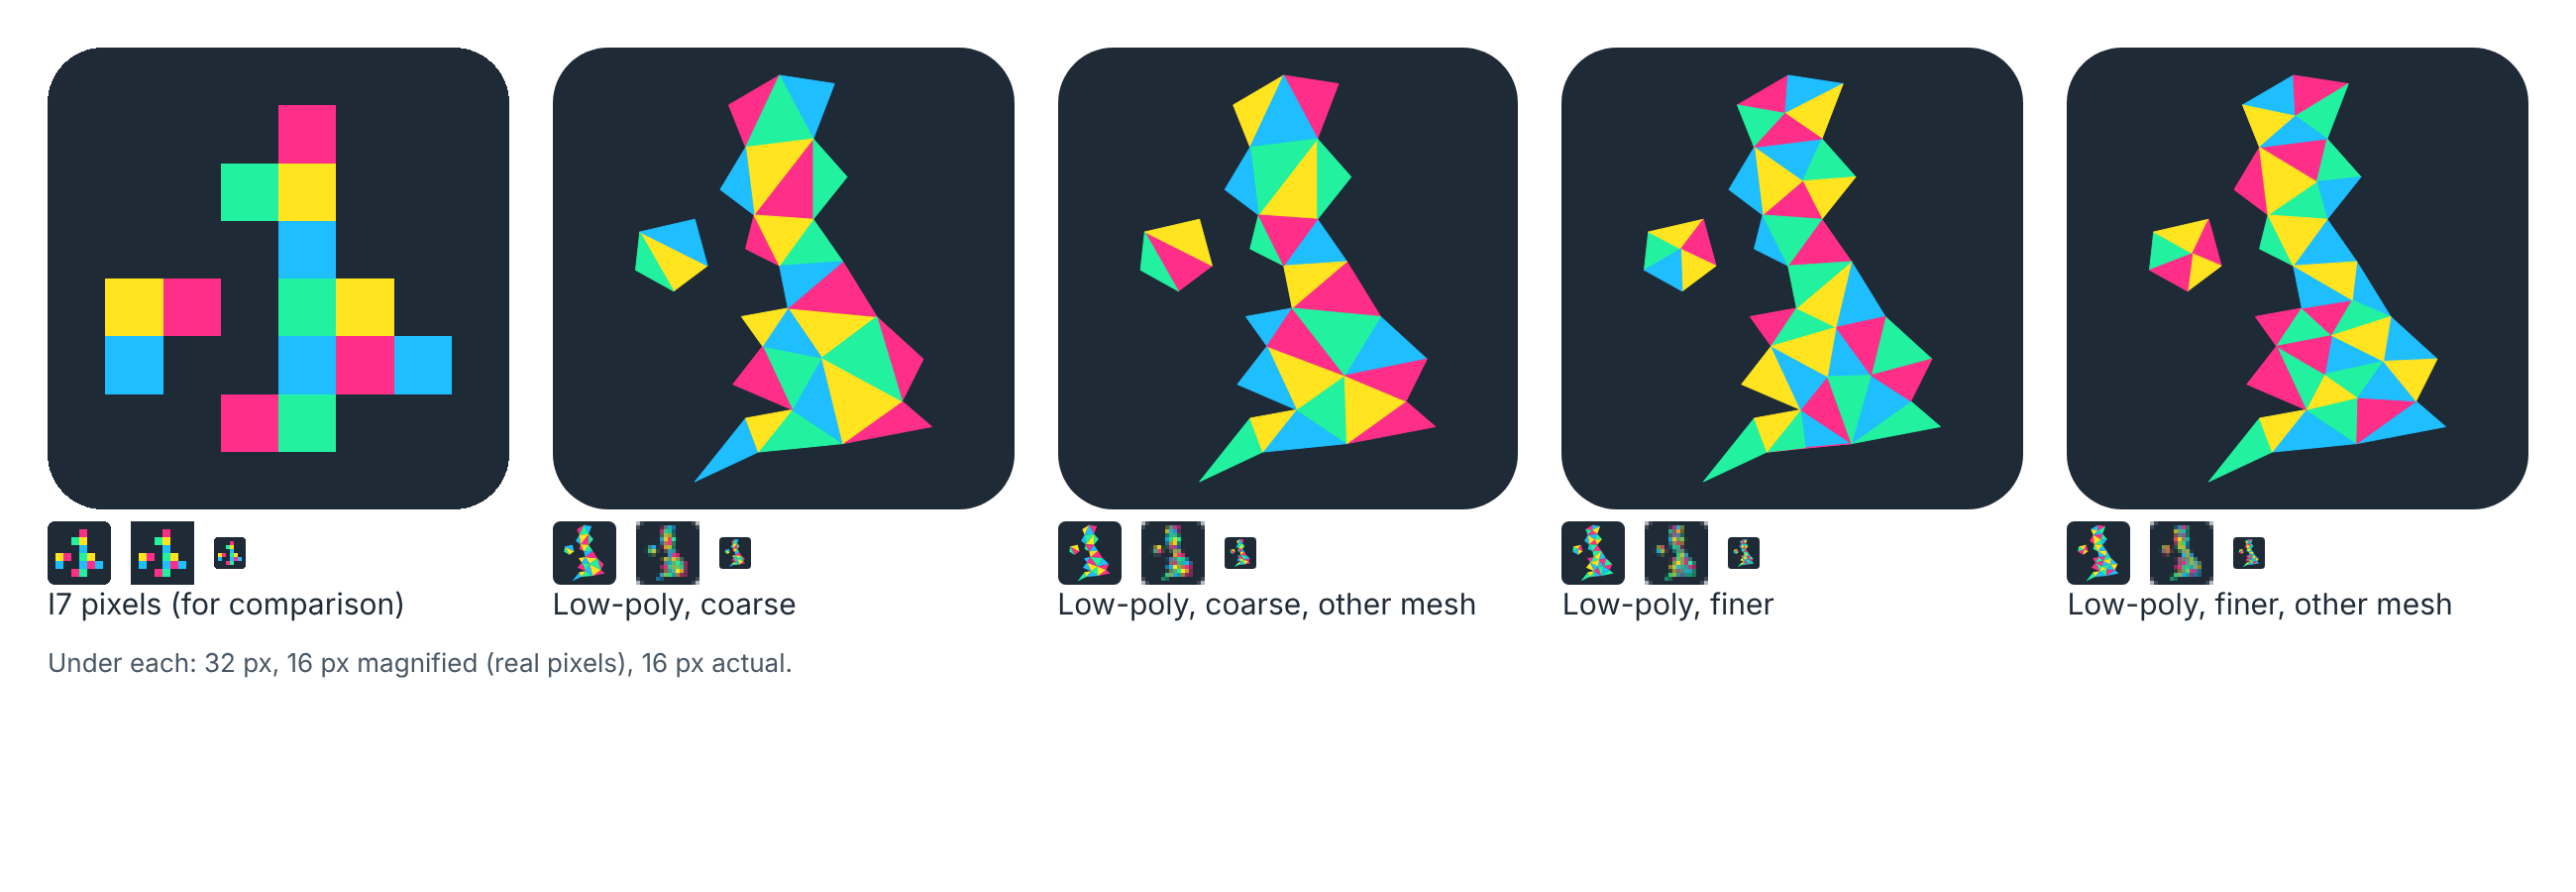 I7 pixels (for comparison)
Low-poly, coarse
Low-poly, coarse, other mesh
Low-poly, finer
Low-poly, finer, other mesh
Under each: 32 px, 16 px magnified (real pixels), 16 px actual.